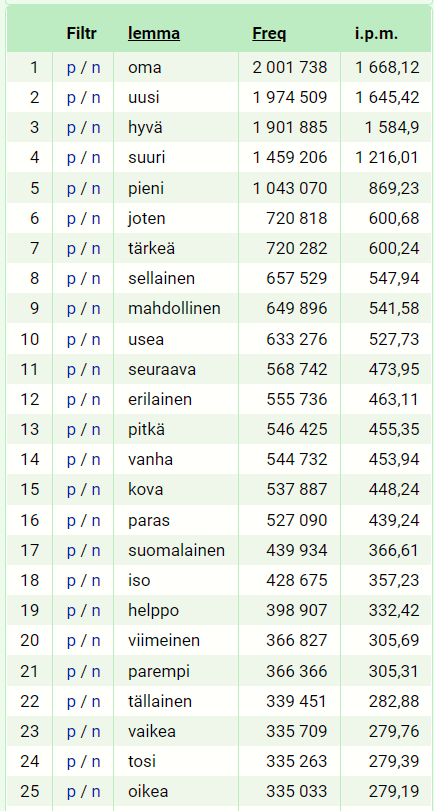 Filtr lemma Freq i.p.m.
1 p / n oma 2 001 738 1 668,12
2 p / n uusi 1 974 509 1 645,42
3 p / n hyvä 1 901 885 1 584,9
4 p / n suuri 1 459 206 1 216,01
5 p / n pieni 1 043 070 869,23
6 p / n joten 720 818 600,68
7 p / n tärkeä 720 282 600,24
8 p / n sellainen 657 529 547,94
9 p / n mahdollinen 649 896 541,58
10 p / n usea 633 276 527,73
11 p / n seuraava 568 742 473,95
12 p / n erilainen 555 736 463,11
13 p / n pitkä 546 425 455,35
14 p / n vanha 544 732 453,94
15 p / n kova 537 887 448,24
16 p / n paras 527 090 439,24
17 p / n suomalainen 439 934 366,61
18 p / n iso 428 675 357,23
19 p / n helppo 398 907 332,42
20 p / n viimeinen 366 827 305,69
21 p / n parempi 366 366 305,31
22 p / n tällainen 339 451 282,88
23 p / n vaikea 335 709 279,76
24 p / n tosi 335 263 279,39
25 p / n oikea 335 033 279,19